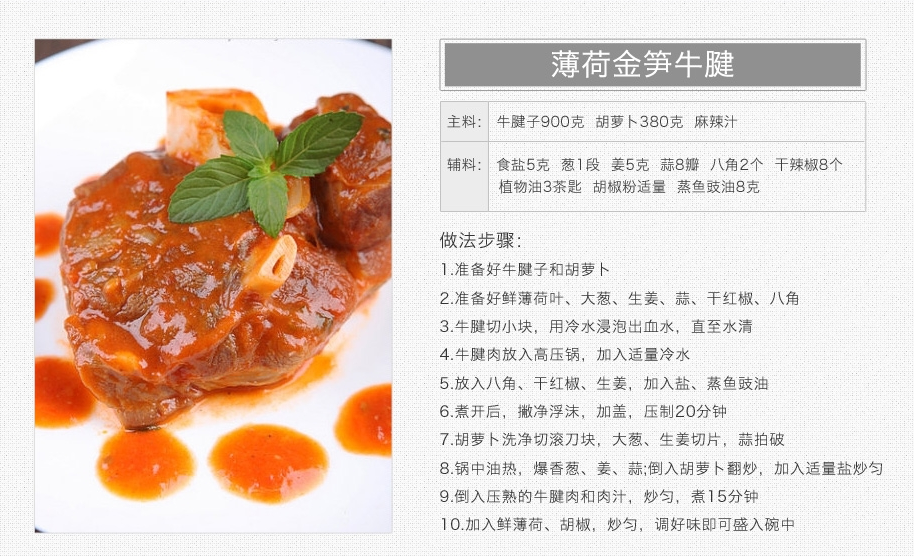 薄荷金笋牛腱
主料: 牛腱子900克 胡萝卜380克 麻辣汁
辅料: 食盐5克 葱1段 姜5克 蒜8瓣 八角2个 干辣椒8个
植物油3茶匙 胡椒粉适量 蒸鱼豉油8克
做法步骤:
1.准备好牛腱子和胡萝卜
2.准备好鲜薄荷叶、大葱、生姜、蒜、干红椒、八角
3.牛腱切小块，用冷水浸泡出血水，直至水清
4.牛腱肉放入高压锅，加入适量冷水
5.放入八角、干红椒、生姜，加入盐、蒸鱼豉油
6.煮开后，撇净浮沫，加盖，压制20分钟
7.胡萝卜洗净切滚刀块，大葱、生姜切片，蒜拍破
8.锅中油热，爆香葱、姜、蒜;倒入胡萝卜翻炒，加入适量盐炒匀
9.倒入压熟的牛腱肉和肉汁，炒匀，煮15分钟
10.加入鲜薄荷、胡椒，炒匀，调好味即可盛入碗中